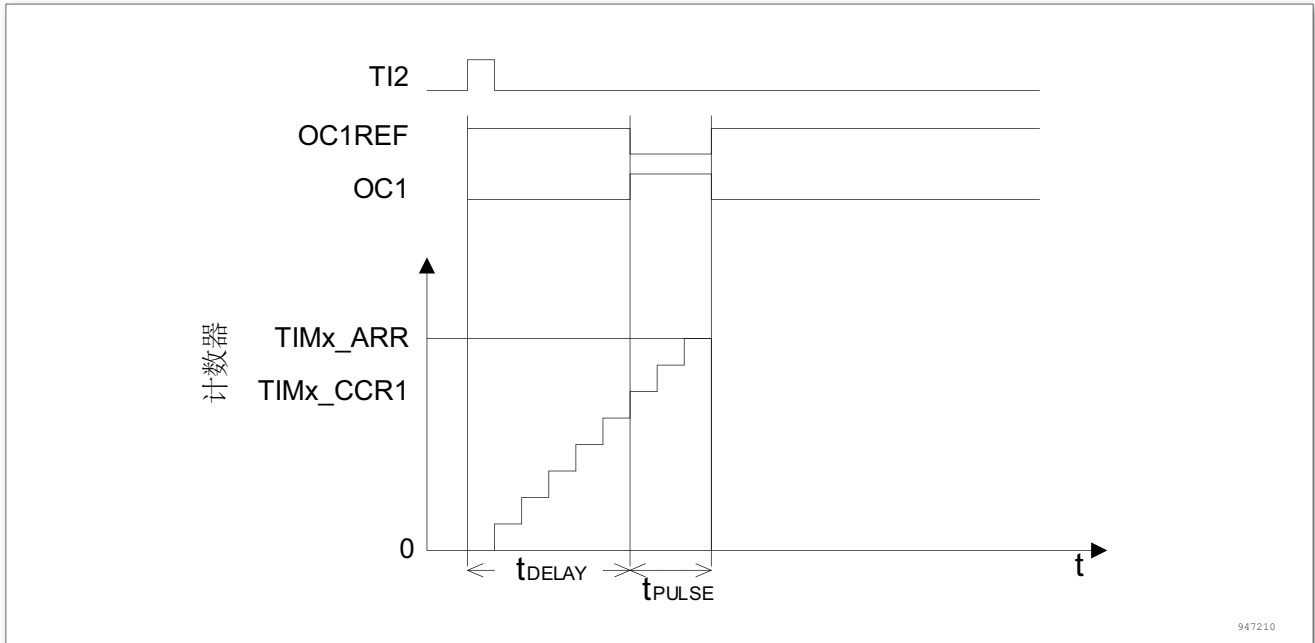 TI2
OC1REF
OC1
计数器
TIMx_ARR
TIMx_CCR1
0
tDELAY
tPULSE
t
947210